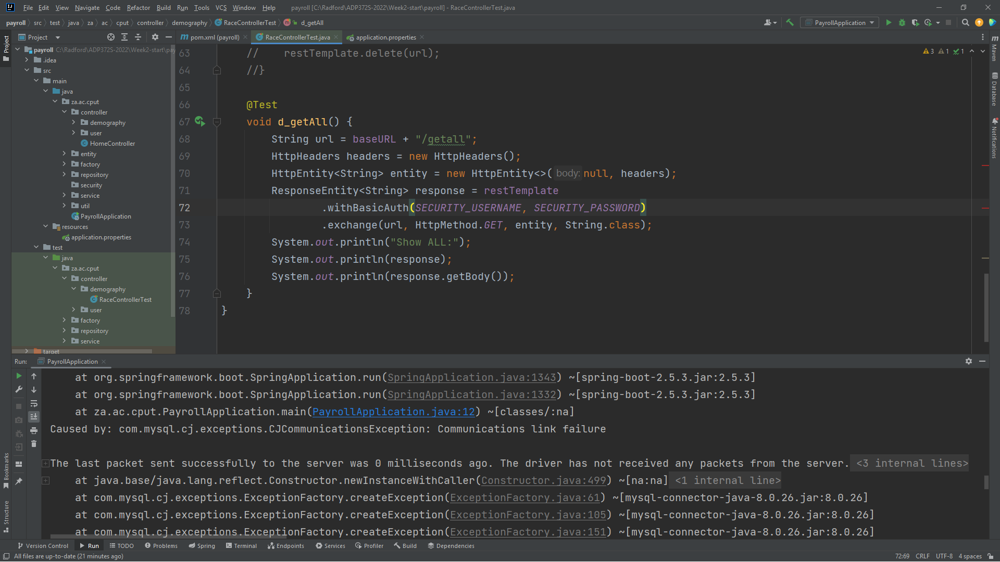 File Edit View Navigate Code Refactor Build Run Tools VCS Window Help payroll [C:\Radford\ADP372S-2022\Week2-start\payroll] - RaceControllerTest.java
payroll src test java za ac cput controller demography RaceControllerTest d_getAll PayrollApplication
Project
pom.xml (payroll) RaceControllerTest.java application.properties
payroll C:\Radford\ADP372S-2022\Week2-start\pay
.idea
src
main
java
za.ac.cput
controller
demography
user
HomeController
entity
factory
repository
security
service
util
PayrollApplication
resources
application.properties
test
java
za.ac.cput
controller
demography
RaceControllerTest
user
factory
repository
service
target
3 1 1
63 // restTemplate.delete(url);
64 //}
65
66 @Test
67 void d_getAll() {
68 String url = baseURL + "/getall";
69 HttpHeaders headers = new HttpHeaders();
70 HttpEntity<String> entity = new HttpEntity<>( body: null, headers);
71 ResponseEntity<String> response = restTemplate
72 .withBasicAuth(SECURITY_USERNAME, SECURITY_PASSWORD)
73 .exchange(url, HttpMethod.GET, entity, String.class);
74 System.out.println("Show ALL:");
75 System.out.println(response);
76 System.out.println(response.getBody());
77 }
78 }
Project
Bookmarks
Structure
Maven
Database
Notifications
Run: PayrollApplication
at org.springframework.boot.SpringApplication.run(SpringApplication.java:1343) ~[spring-boot-2.5.3.jar:2.5.3]
at org.springframework.boot.SpringApplication.run(SpringApplication.java:1332) ~[spring-boot-2.5.3.jar:2.5.3]
at za.ac.cput.PayrollApplication.main(PayrollApplication.java:12) ~[classes/:na]
Caused by: com.mysql.cj.exceptions.CJCommunicationsException: Communications link failure
The last packet sent successfully to the server was 0 milliseconds ago. The driver has not received any packets from the server. <3 internal lines>
at java.base/java.lang.reflect.Constructor.newInstanceWithCaller(Constructor.java:499) ~[na:na] <1 internal line>
at com.mysql.cj.exceptions.ExceptionFactory.createException(ExceptionFactory.java:61) ~[mysql-connector-java-8.0.26.jar:8.0.26]
at com.mysql.cj.exceptions.ExceptionFactory.createException(ExceptionFactory.java:105) ~[mysql-connector-java-8.0.26.jar:8.0.26]
at com.mysql.cj.exceptions.ExceptionFactory.createException(ExceptionFactory.java:151) ~[mysql-connector-java-8.0.26.jar:8.0.26]
Version Control Run TODO Problems Spring Terminal Endpoints Services Profiler Build Dependencies
All files are up-to-date (21 minutes ago) 72:69 CRLF UTF-8 4 spaces